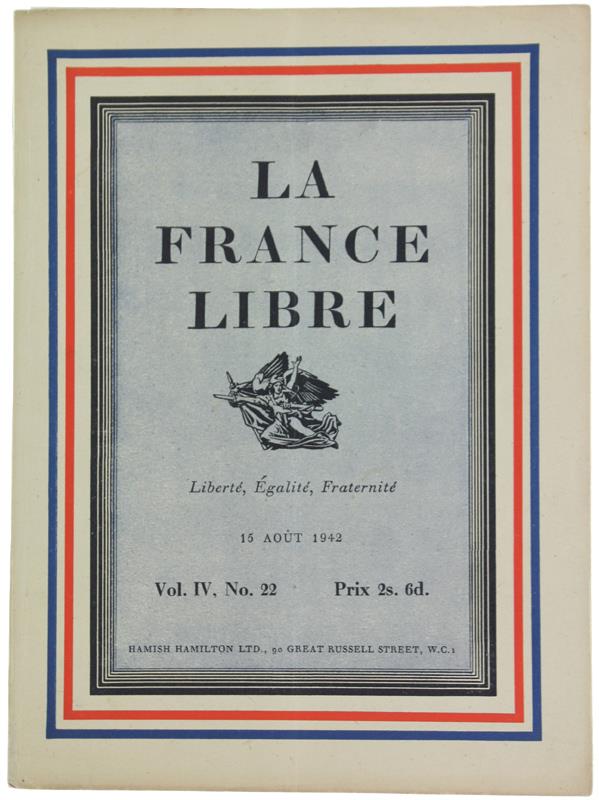 LA
FRANCE
LIBRE
Liberté, Égalité, Fraternité
15 AOÛT 1942
Vol. IV, No. 22 Prix 2s. 6d.
HAMISH HAMILTON LTD., 90 GREAT RUSSELL STREET, W.C.1